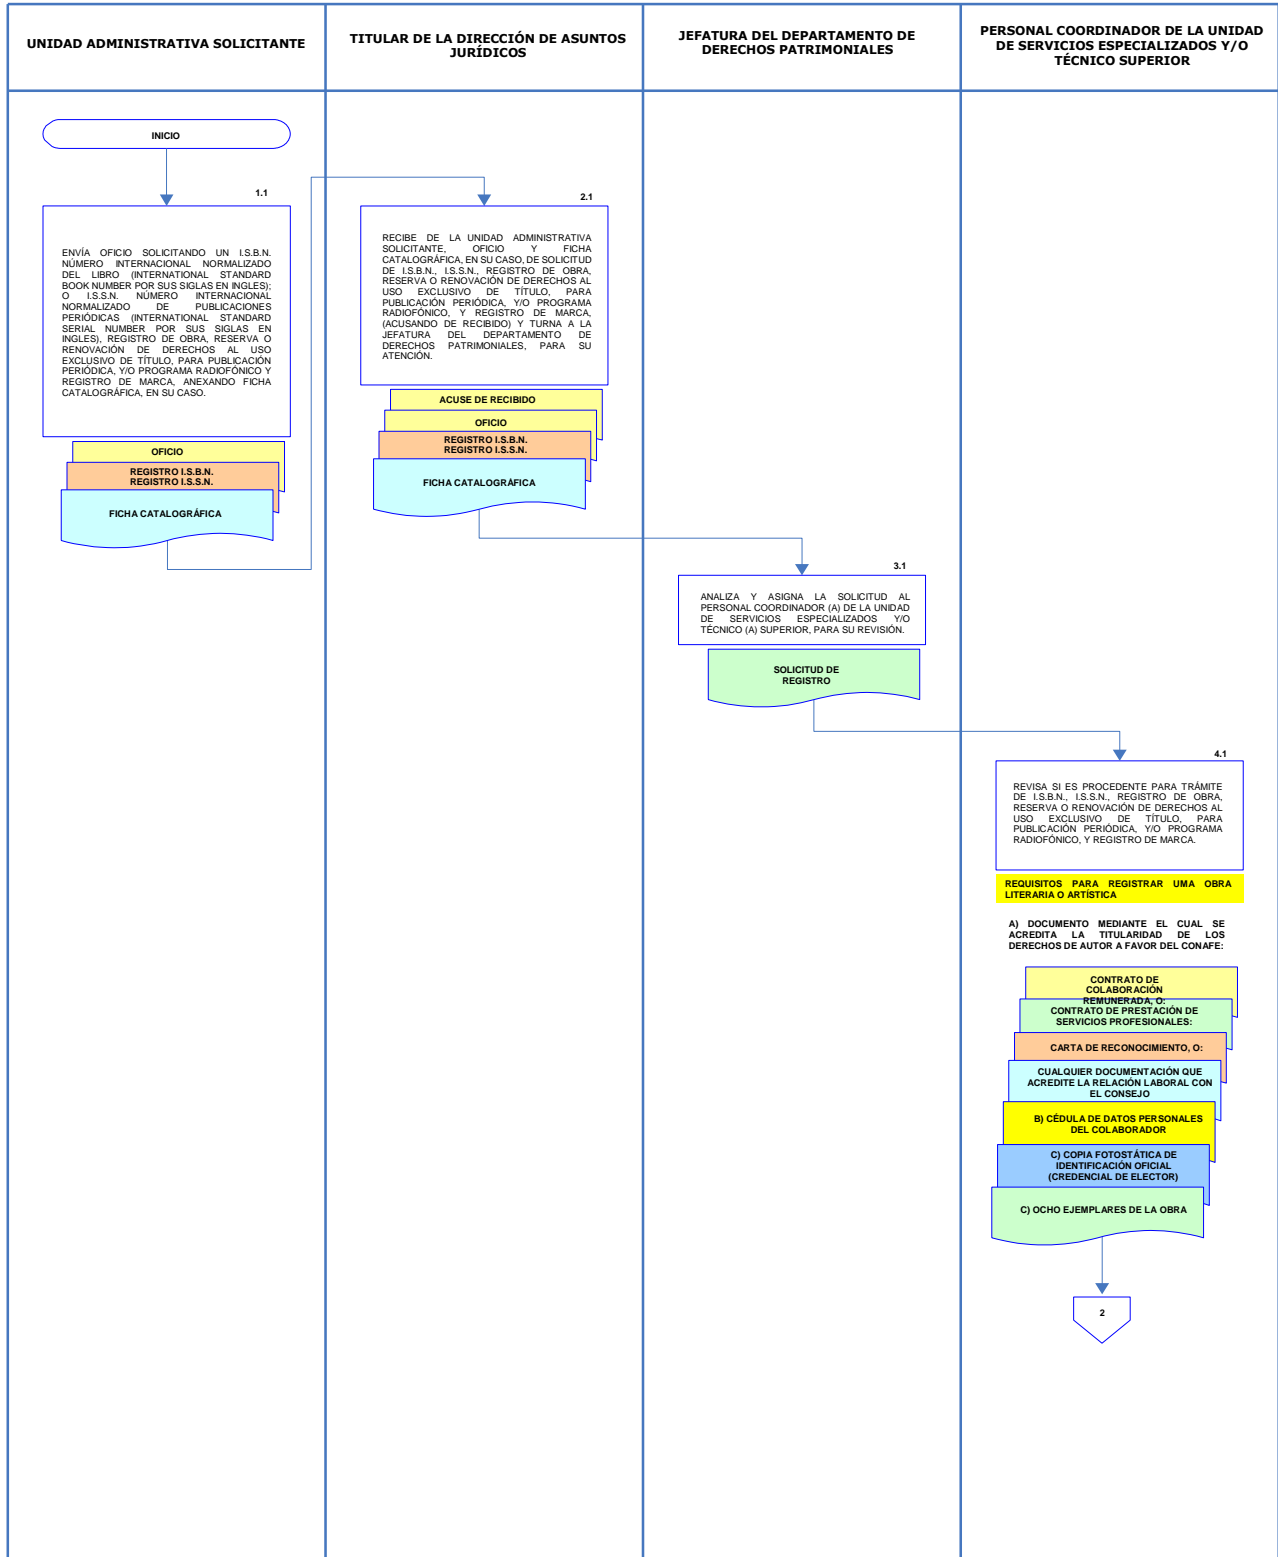 UNIDAD ADMINISTRATIVA SOLICITANTE
TITULAR DE LA DIRECCIÓN DE ASUNTOS
JURÍDICOS
JEFATURA DEL DEPARTAMENTO DE
DERECHOS PATRIMONIALES
PERSONAL COORDINADOR DE LA UNIDAD
DE SERVICIOS ESPECIALIZADOS Y/O
TÉCNICO SUPERIOR
INICIO
1.1
ENVÍA OFICIO SOLICITANDO UN I.S.B.N.
NÚMERO INTERNACIONAL NORMALIZADO
DEL LIBRO (INTERNATIONAL STANDARD
BOOK NUMBER POR SUS SIGLAS EN INGLES);
O I.S.S.N. NÚMERO INTERNACIONAL
NORMALIZADO DE PUBLICACIONES
PERIÓDICAS (INTERNATIONAL STANDARD
SERIAL NUMBER POR SUS SIGLAS EN
INGLES), REGISTRO DE OBRA, RESERVA O
RENOVACIÓN DE DERECHOS AL USO
EXCLUSIVO DE TÍTULO, PARA PUBLICACIÓN
PERIÓDICA, Y/O PROGRAMA RADIOFÓNICO Y
REGISTRO DE MARCA, ANEXANDO FICHA
CATALOGRÁFICA, EN SU CASO.
OFICIO
REGISTRO I.S.B.N.
REGISTRO I.S.S.N.
FICHA CATALOGRÁFICA
2.1
RECIBE DE LA UNIDAD ADMINISTRATIVA
SOLICITANTE, OFICIO Y FICHA
CATALOGRÁFICA, EN SU CASO, DE SOLICITUD
DE I.S.B.N., I.S.S.N., REGISTRO DE OBRA,
RESERVA O RENOVACIÓN DE DERECHOS AL
USO EXCLUSIVO DE TÍTULO, PARA
PUBLICACIÓN PERIÓDICA, Y/O PROGRAMA
RADIOFÓNICO, Y REGISTRO DE MARCA,
(ACUSANDO DE RECIBIDO) Y TURNA A LA
JEFATURA DEL DEPARTAMENTO DE
DERECHOS PATRIMONIALES, PARA SU
ATENCIÓN.
ACUSE DE RECIBIDO
OFICIO
REGISTRO I.S.B.N.
REGISTRO I.S.S.N.
FICHA CATALOGRÁFICA
3.1
ANALIZA Y ASIGNA LA SOLICITUD AL
PERSONAL COORDINADOR (A) DE LA UNIDAD
DE SERVICIOS ESPECIALIZADOS Y/O
TÉCNICO (A) SUPERIOR, PARA SU REVISIÓN.
SOLICITUD DE
REGISTRO
4.1
REVISA SI ES PROCEDENTE PARA TRÁMITE
DE I.S.B.N., I.S.S.N., REGISTRO DE OBRA,
RESERVA O RENOVACIÓN DE DERECHOS AL
USO EXCLUSIVO DE TÍTULO, PARA
PUBLICACIÓN PERIÓDICA, Y/O PROGRAMA
RADIOFÓNICO, Y REGISTRO DE MARCA.
REQUISITOS PARA REGISTRAR UMA OBRA
LITERARIA O ARTÍSTICA
A) DOCUMENTO MEDIANTE EL CUAL SE
ACREDITA LA TITULARIDAD DE LOS
DERECHOS DE AUTOR A FAVOR DEL CONAFE:
CONTRATO DE
COLABORACIÓN
REMUNERADA, O:
CONTRATO DE PRESTACIÓN DE
SERVICIOS PROFESIONALES:
CARTA DE RECONOCIMIENTO, O:
CUALQUIER DOCUMENTACIÓN QUE
ACREDITE LA RELACIÓN LABORAL CON
EL CONSEJO
B) CÉDULA DE DATOS PERSONALES
DEL COLABORADOR
C) COPIA FOTOSTÁTICA DE
IDENTIFICACIÓN OFICIAL
(CREDENCIAL DE ELECTOR)
C) OCHO EJEMPLARES DE LA OBRA
2